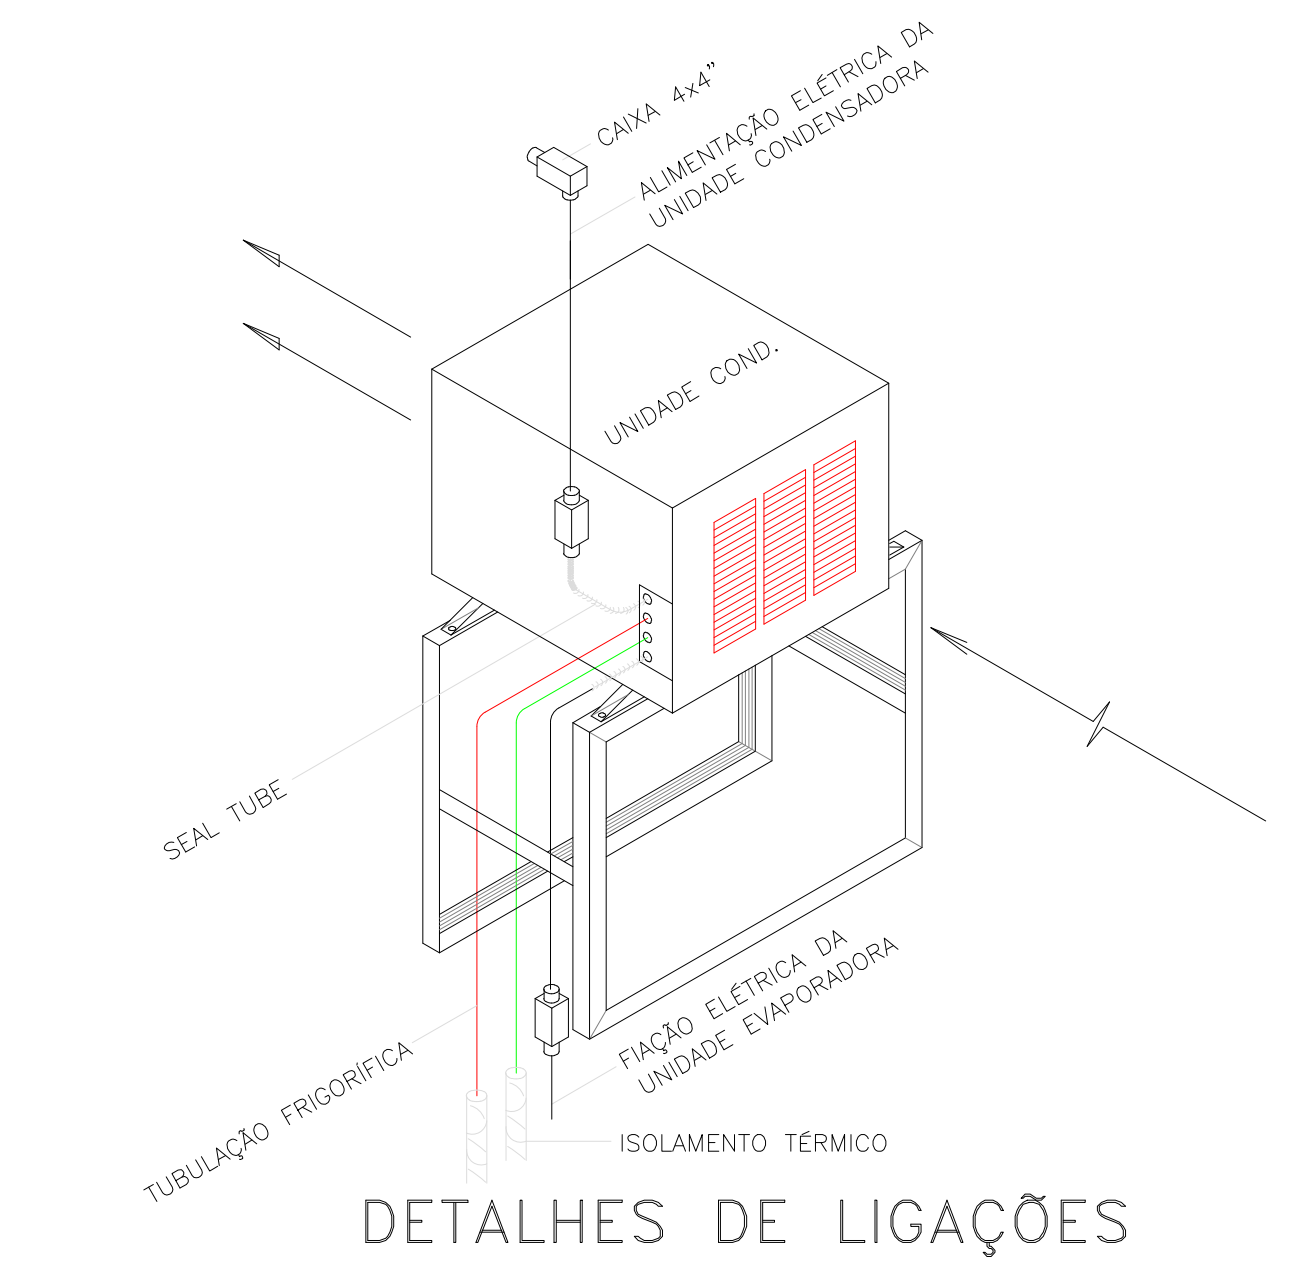 CAIXA 4x4”
ALIMENTAÇÃO ELÉTRICA DA
UNIDADE CONDENSADORA
UNIDADE COND.
SEAL TUBE
FIAÇÃO ELÉTRICA DA
UNIDADE EVAPORADORA
TUBULAÇÃO FRIGORÍFICA
ISOLAMENTO TÉRMICO
DETALHES DE LIGAÇÕES